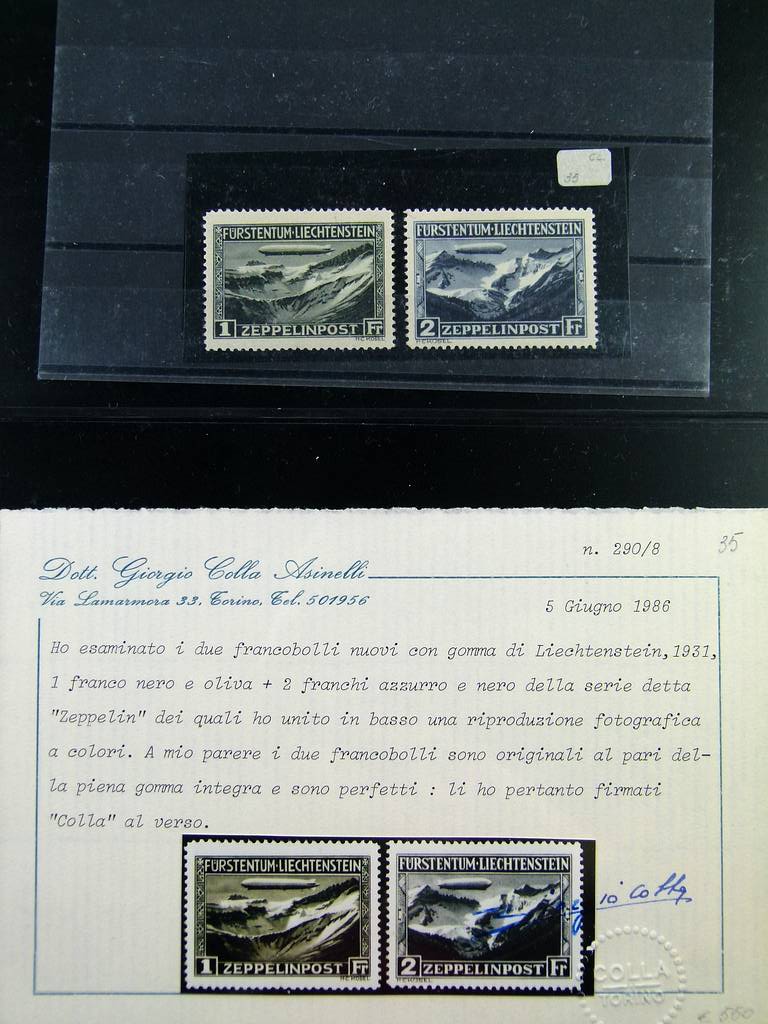 GC.
35
FÜRSTENTUM·LIECHTENSTEIN
1 ZEPPELINPOST Fr
FÜRSTENTUM·LIECHTENSTEIN
2 ZEPPELINPOST Fr
n. 290/8
35
Dott. Giorgio Colla Asinelli
Via Lamarmora 33, Torino, Tel. 501956
5 Giugno 1986
Ho esaminato i due francobolli nuovi con gomma di Liechtenstein,1931,
1 franco nero e oliva + 2 franchi azzurro e nero della serie detta
"Zeppelin" dei quali ho unito in basso una riproduzione fotografica
a colori. A mio parere i due francobolli sono originali al pari del-
la piena gomma integra e sono perfetti : li ho pertanto firmati
"Colla" al verso.
FÜRSTENTUM·LIECHTENSTEIN
1 ZEPPELINPOST Fr
FÜRSTENTUM·LIECHTENSTEIN
2 ZEPPELINPOST Fr
COLLA
TORINO
€ 550